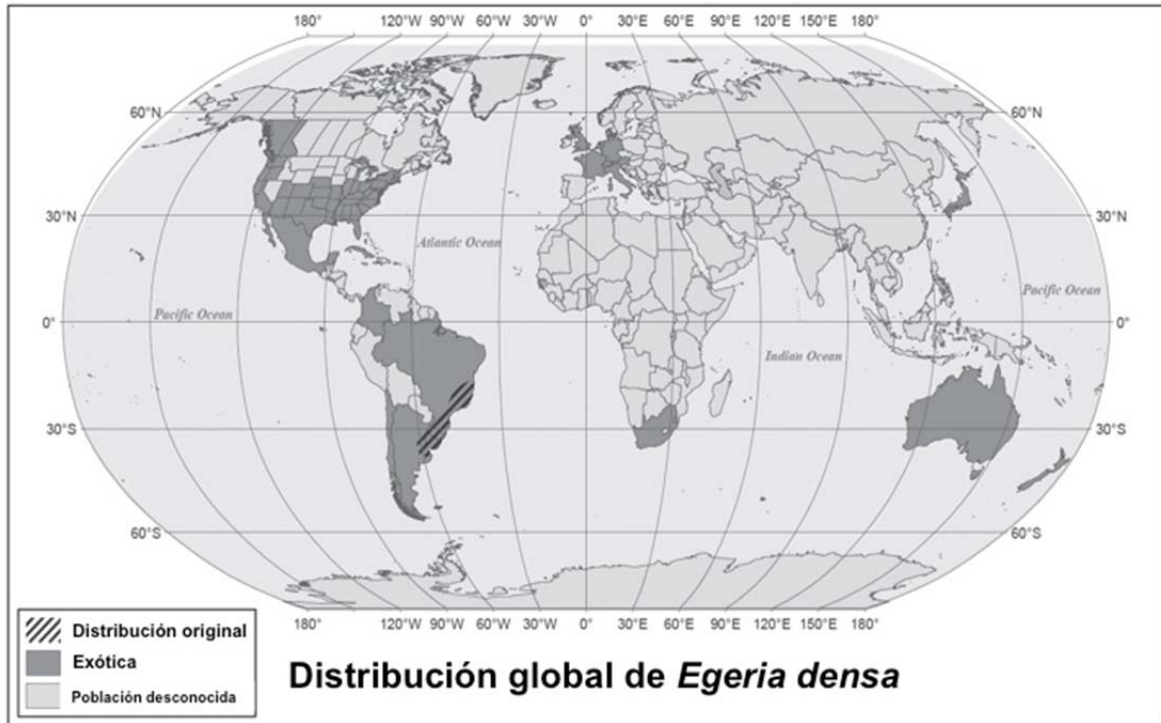 180° 120°W 90°W 60°W 30°W 0° 30°E 60°E 90°E 120°E 180°
60°N 60°N
30°N 30°N
Atlantic Ocean
Pacific Ocean Pacific Ocean
0° 0°
Indian Ocean
30°S 30°S
60°S 60°S
180° 120°W 90°W 60°W 30°W 0° 30°E 60°E 90°E 120°E 150°E 180°
Distribución original
Exótica
Población desconocida
Distribución global de Egeria densa